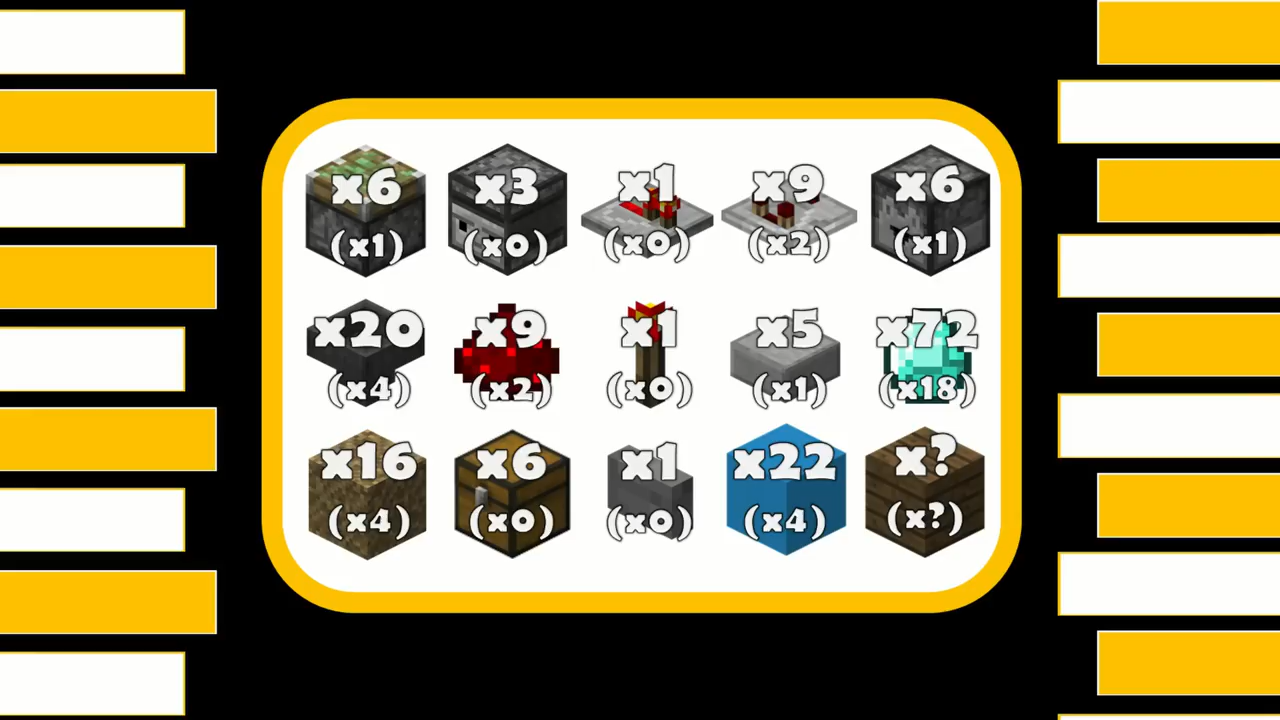 x6 x3 x1 x9 x6
(x1) (x0) (x0) (x2) (x1)
x20 x9 x1 x5 x72
(x4) (x2) (x0) (x1) (x18)
x16 x6 x1 x22 x?
(x4) (x0) (x0) (x4) (x?)